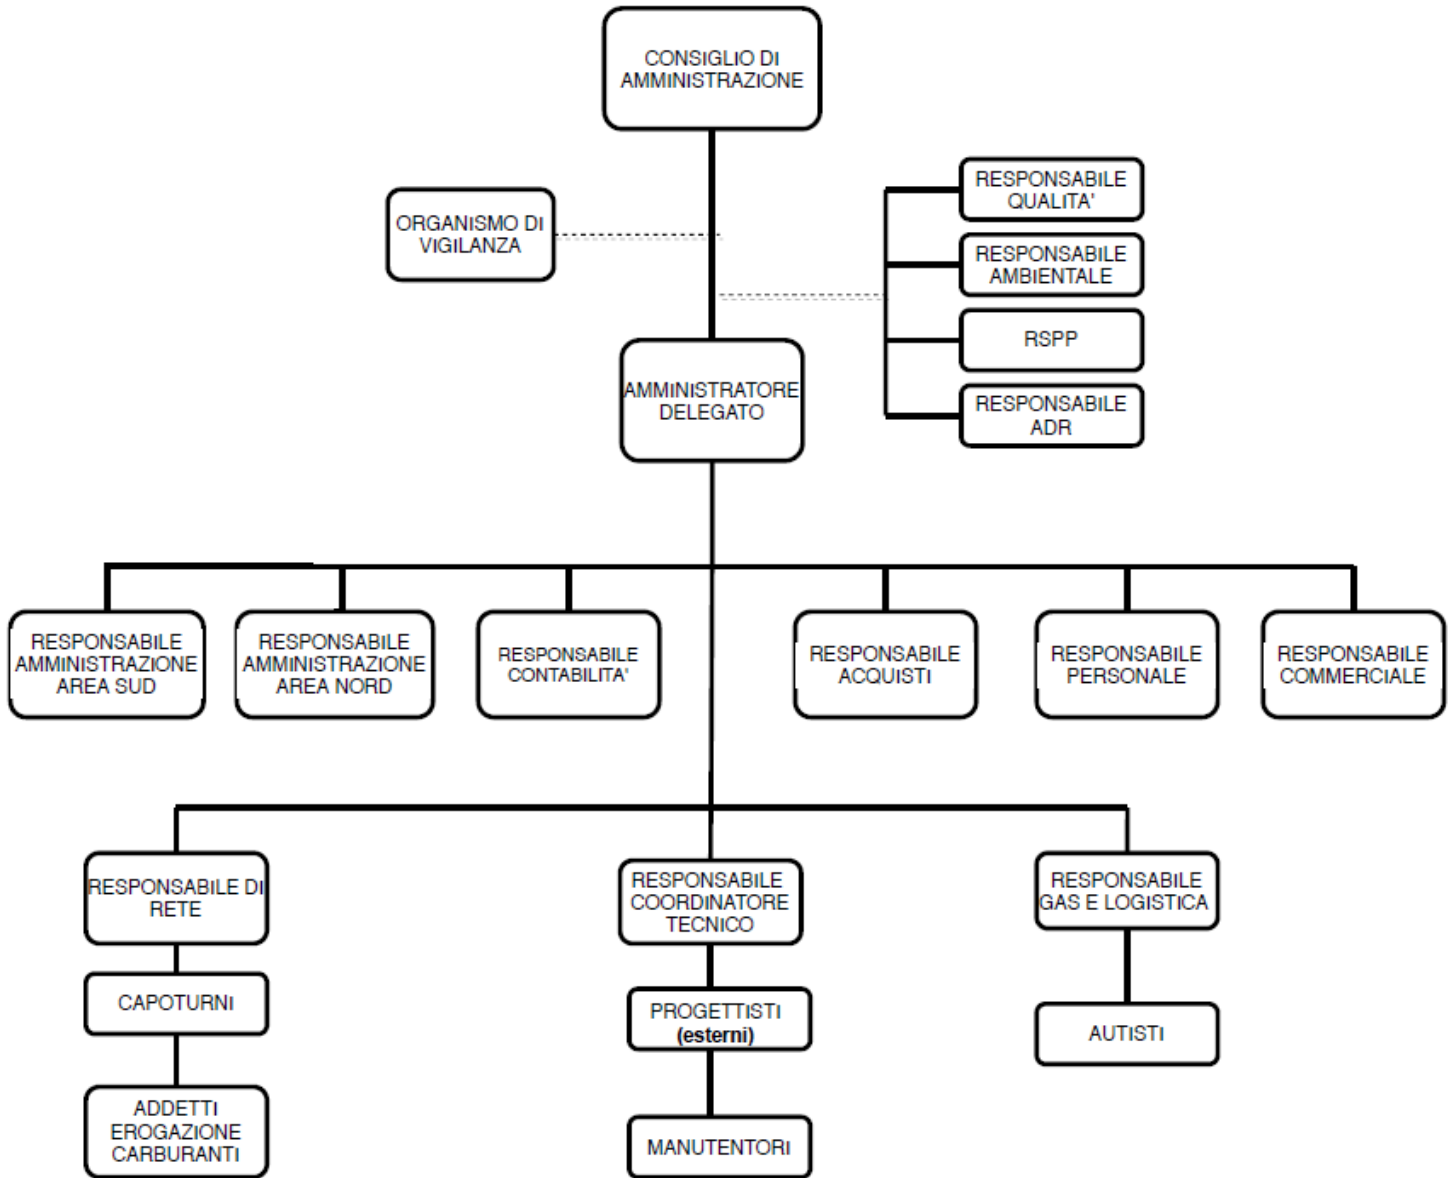 CONSIGLIO DI
AMMINISTRAZIONE
ORGANISMO DI
VIGILANZA
RESPONSABILE
QUALITA'
RESPONSABILE
AMBIENTALE
RSPP
RESPONSABILE
ADR
AMMINISTRATORE
DELEGATO
RESPONSABILE
AMMINISTRAZIONE
AREA SUD
RESPONSABILE
AMMINISTRAZIONE
AREA NORD
RESPONSABILE
CONTABILITA'
RESPONSABILE
ACQUISTI
RESPONSABILE
PERSONALE
RESPONSABILE
COMMERCIALE
RESPONSABILE DI
RETE
CAPOTURNI
ADDETTI
EROGAZIONE
CARBURANTI
RESPONSABILE
COORDINATORE
TECNICO
PROGETTISTI
(esterni)
MANUTENTORI
RESPONSABILE
GAS E LOGISTICA
AUTISTI